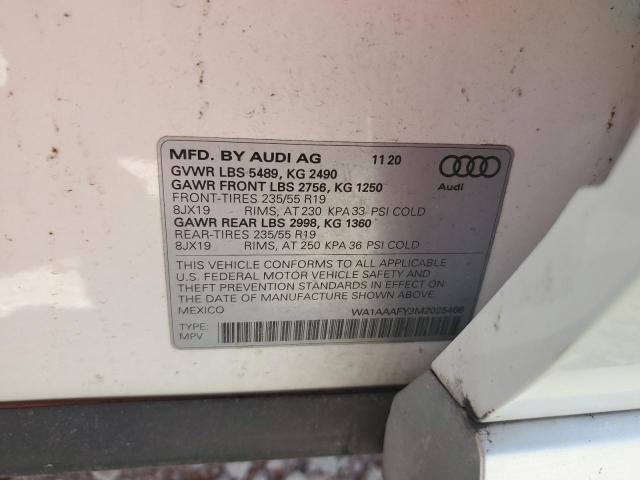 MFD. BY AUDI AG 11 20
GVWR LBS 5489, KG 2490
GAWR FRONT LBS 2756, KG 1250
FRONT-TIRES 235/55 R19
8JX19 RIMS, AT 230 KPA 33 PSI COLD
GAWR REAR LBS 2998, KG 1360
REAR-TIRES 235/55 R19
8JX19 RIMS, AT 250 KPA 36 PSI COLD
Audi
THIS VEHICLE CONFORMS TO ALL APPLICABLE
U.S. FEDERAL MOTOR VEHICLE SAFETY AND
THEFT PREVENTION STANDARDS IN EFFECT ON
THE DATE OF MANUFACTURE SHOWN ABOVE.
MEXICO WA1AAAFY3M2025466
TYPE:
MPV